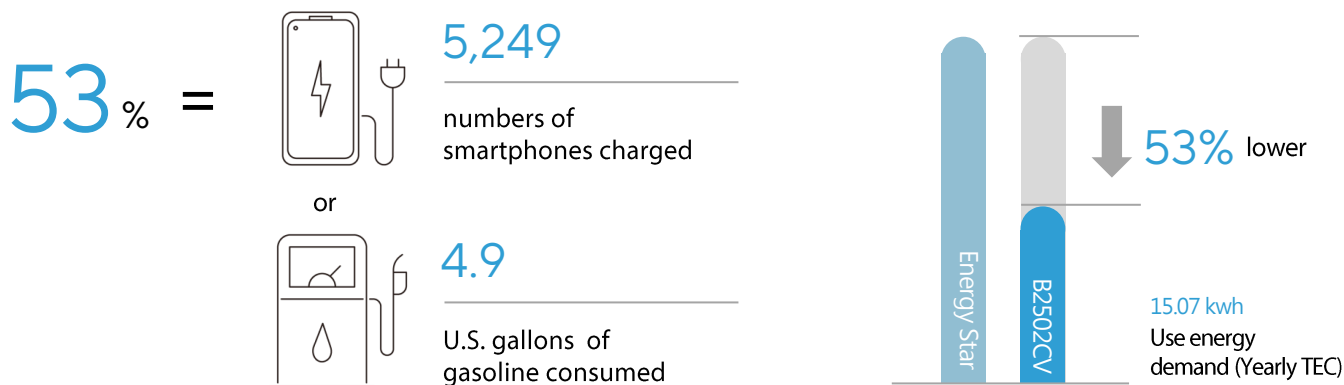 53 % =
5,249
numbers of
smartphones charged
or
4.9
U.S. gallons of
gasoline consumed
Energy Star
B2502CV
53% lower
15.07 kwh
Use energy
demand (Yearly TEC)